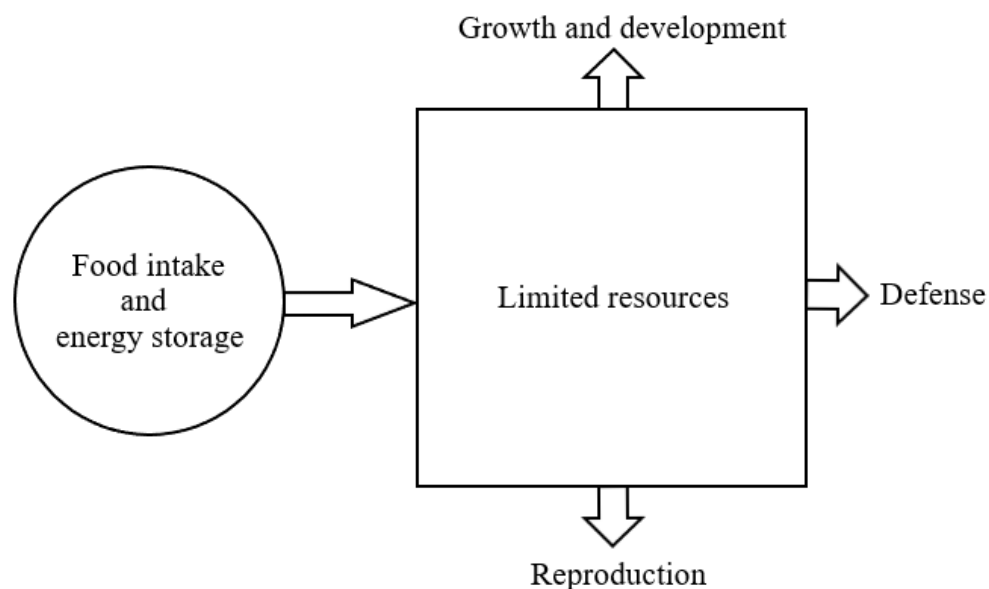 Growth and development
Food intake
and
energy storage
Limited resources
Defense
Reproduction